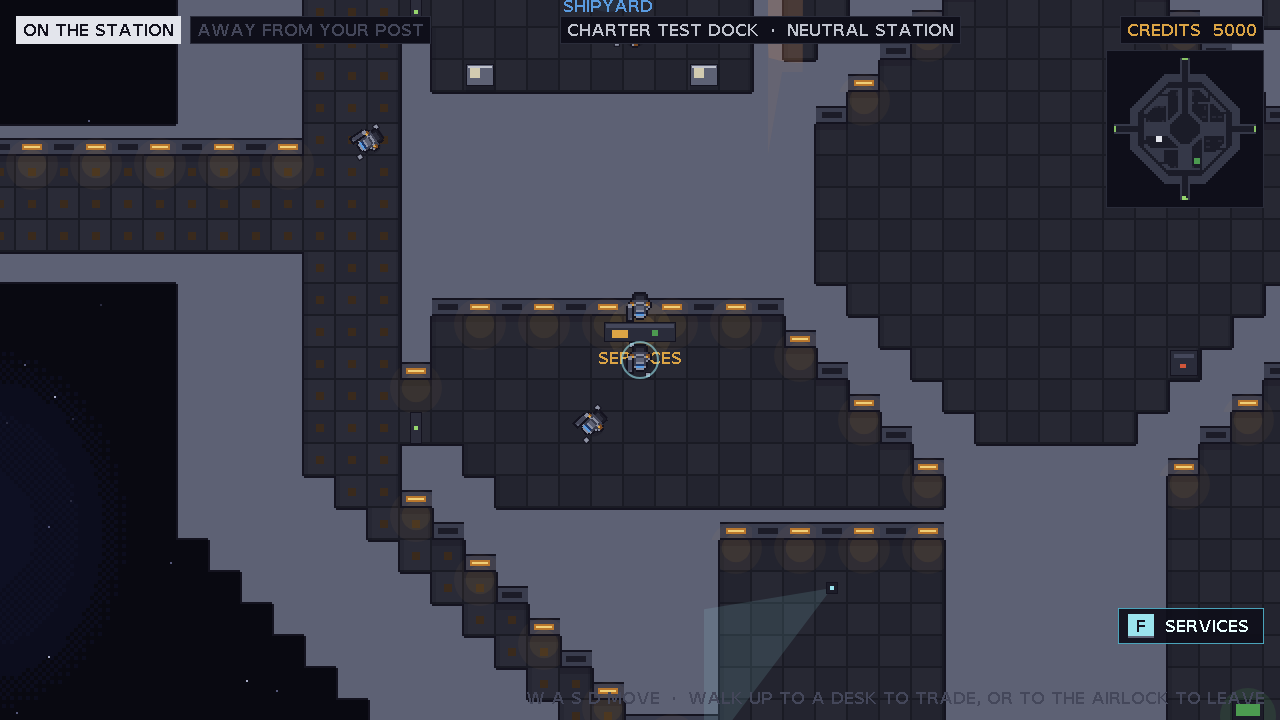 SHIPYARD
ON THE STATION
AWAY FROM YOUR POST
CHARTER TEST DOCK · NEUTRAL STATION
CREDITS 5000
F SERVICES
W A S D MOVE · WALK UP TO A DESK TO TRADE, OR TO THE AIRLOCK TO LEAVE